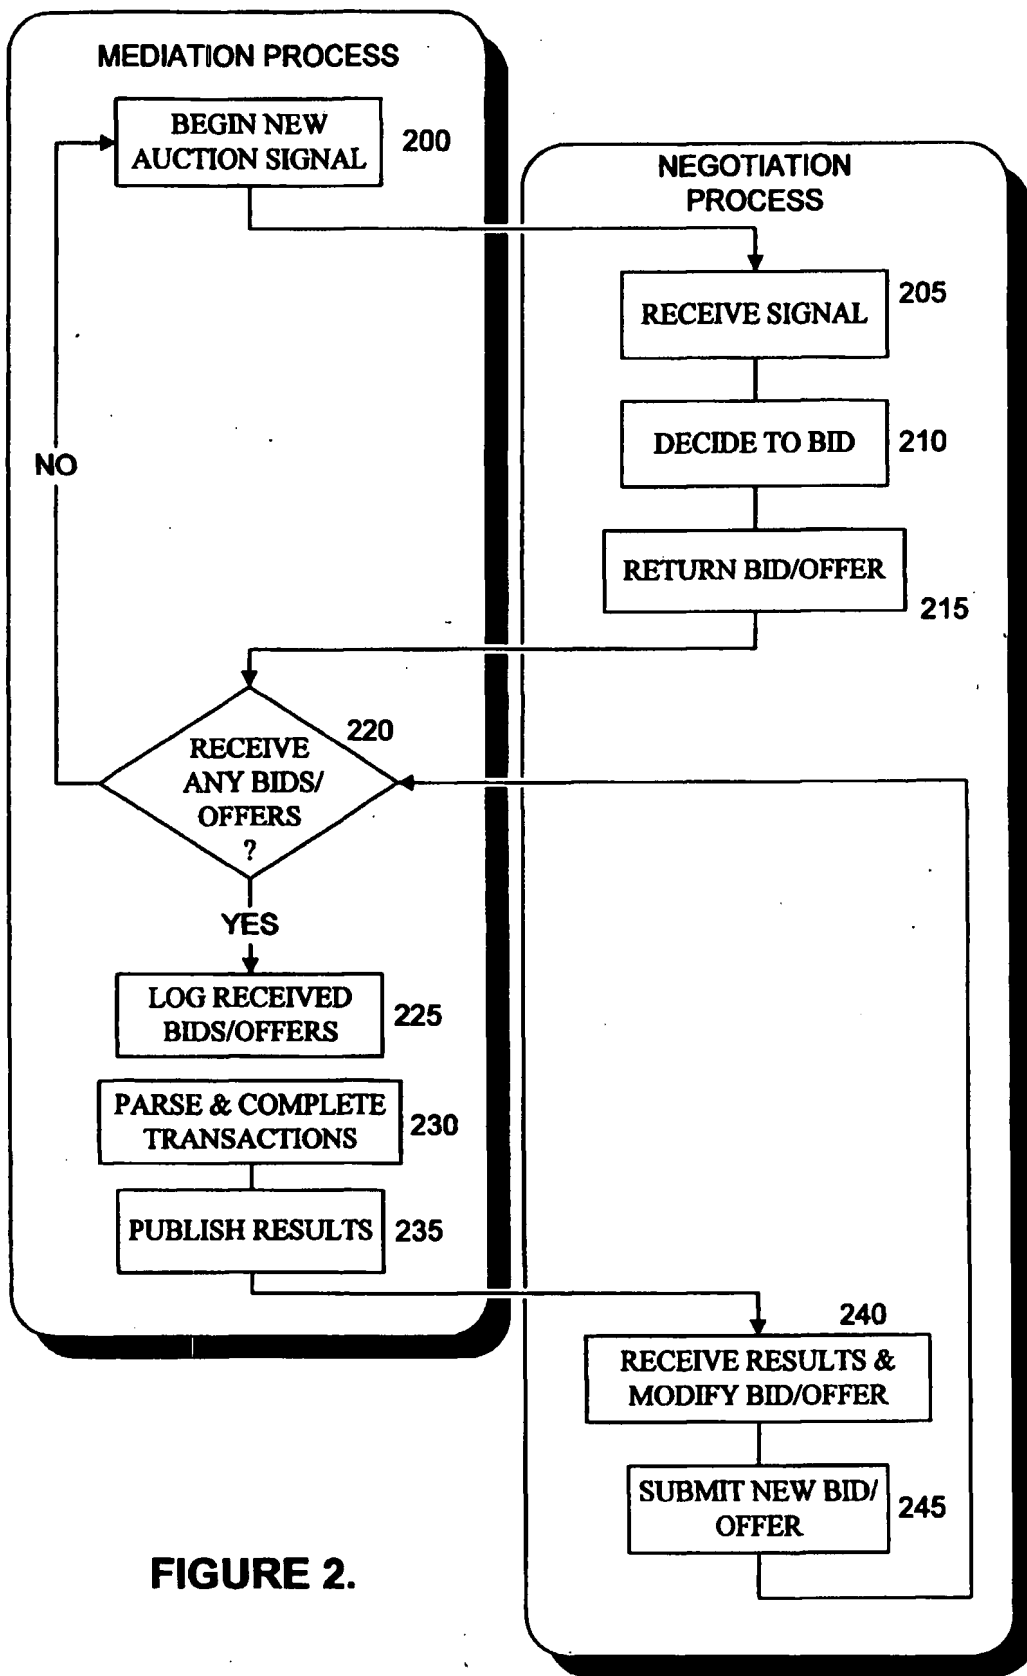 MEDIATION PROCESS
BEGIN NEW
AUCTION SIGNAL
200
NEGOTIATION
PROCESS
RECEIVE SIGNAL
205
DECIDE TO BID
210
NO
RETURN BID/OFFER
215
220
RECEIVE
ANY BIDS/
OFFERS
?
YES
LOG RECEIVED
BIDS/OFFERS
225
PARSE & COMPLETE
TRANSACTIONS
230
PUBLISH RESULTS
235
240
RECEIVE RESULTS &
MODIFY BID/OFFER
SUBMIT NEW BID/
OFFER
245
FIGURE 2.